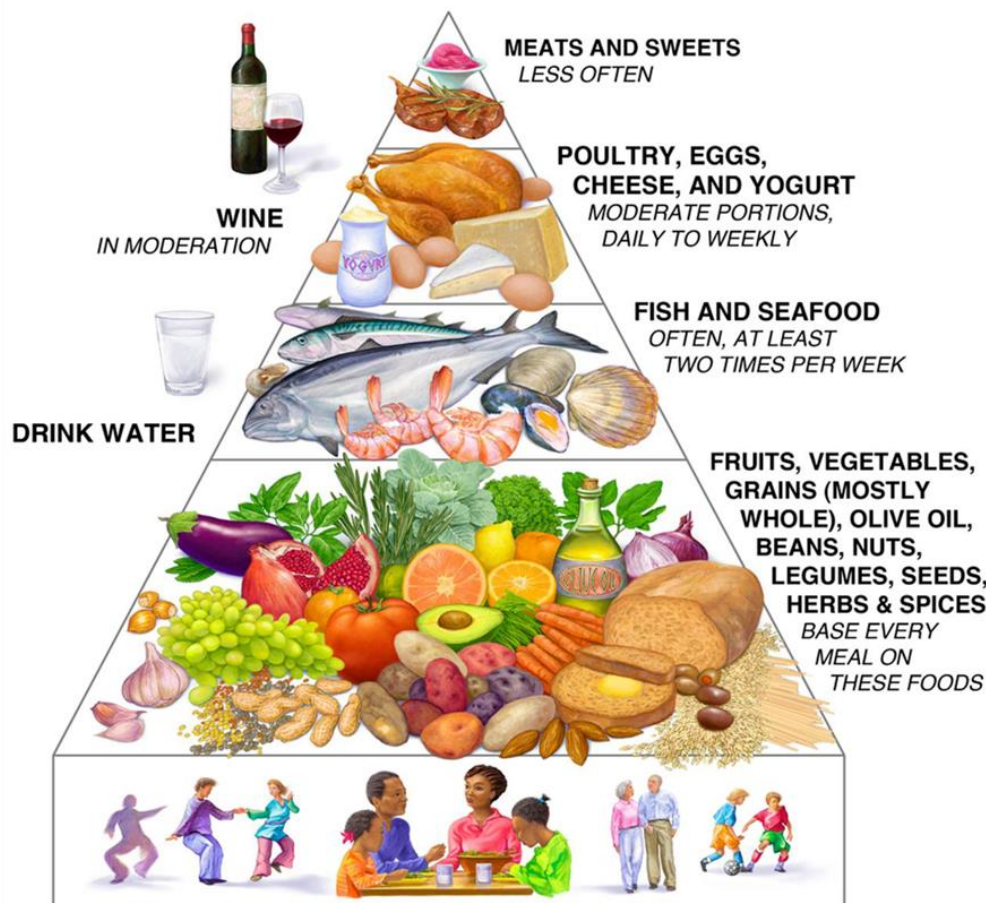 MEATS AND SWEETS
LESS OFTEN
POULTRY, EGGS,
CHEESE, AND YOGURT
MODERATE PORTIONS,
DAILY TO WEEKLY
WINE
IN MODERATION
YOGURT
FISH AND SEAFOOD
OFTEN, AT LEAST
TWO TIMES PER WEEK
DRINK WATER
FRUITS, VEGETABLES,
GRAINS (MOSTLY
WHOLE), OLIVE OIL,
BEANS, NUTS,
LEGUMES, SEEDS,
HERBS & SPICES
BASE EVERY
MEAL ON
THESE FOODS
OLIVE OIL